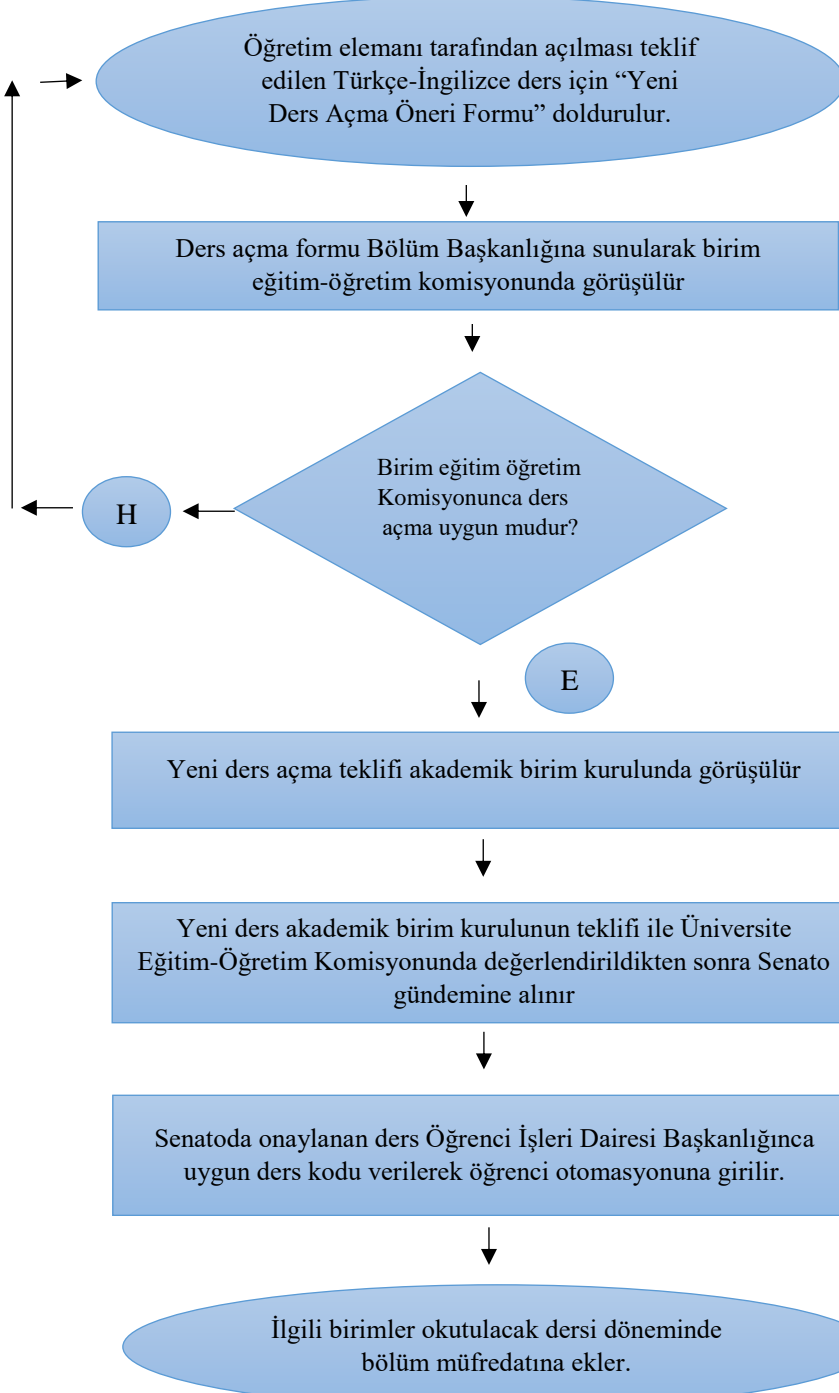 Öğretim elemanı tarafından açılması teklif
edilen Türkçe-İngilizce ders için “Yeni
Ders Açma Öneri Formu” doldurulur.
Ders açma formu Bölüm Başkanlığına sunularak birim
eğitim-öğretim komisyonunda görüşülür
Birim eğitim öğretim
Komisyonunca ders
açma uygun mudur?
H
E
Yeni ders açma teklifi akademik birim kurulunda görüşülür
Yeni ders akademik birim kurulunun teklifi ile Üniversite
Eğitim-Öğretim Komisyonunda değerlendirildikten sonra Senato
gündemine alınır
Senatoda onaylanan ders Öğrenci İşleri Dairesi Başkanlığınca
uygun ders kodu verilerek öğrenci otomasyonuna girilir.
İlgili birimler okutulacak dersi döneminde
bölüm müfredatına ekler.